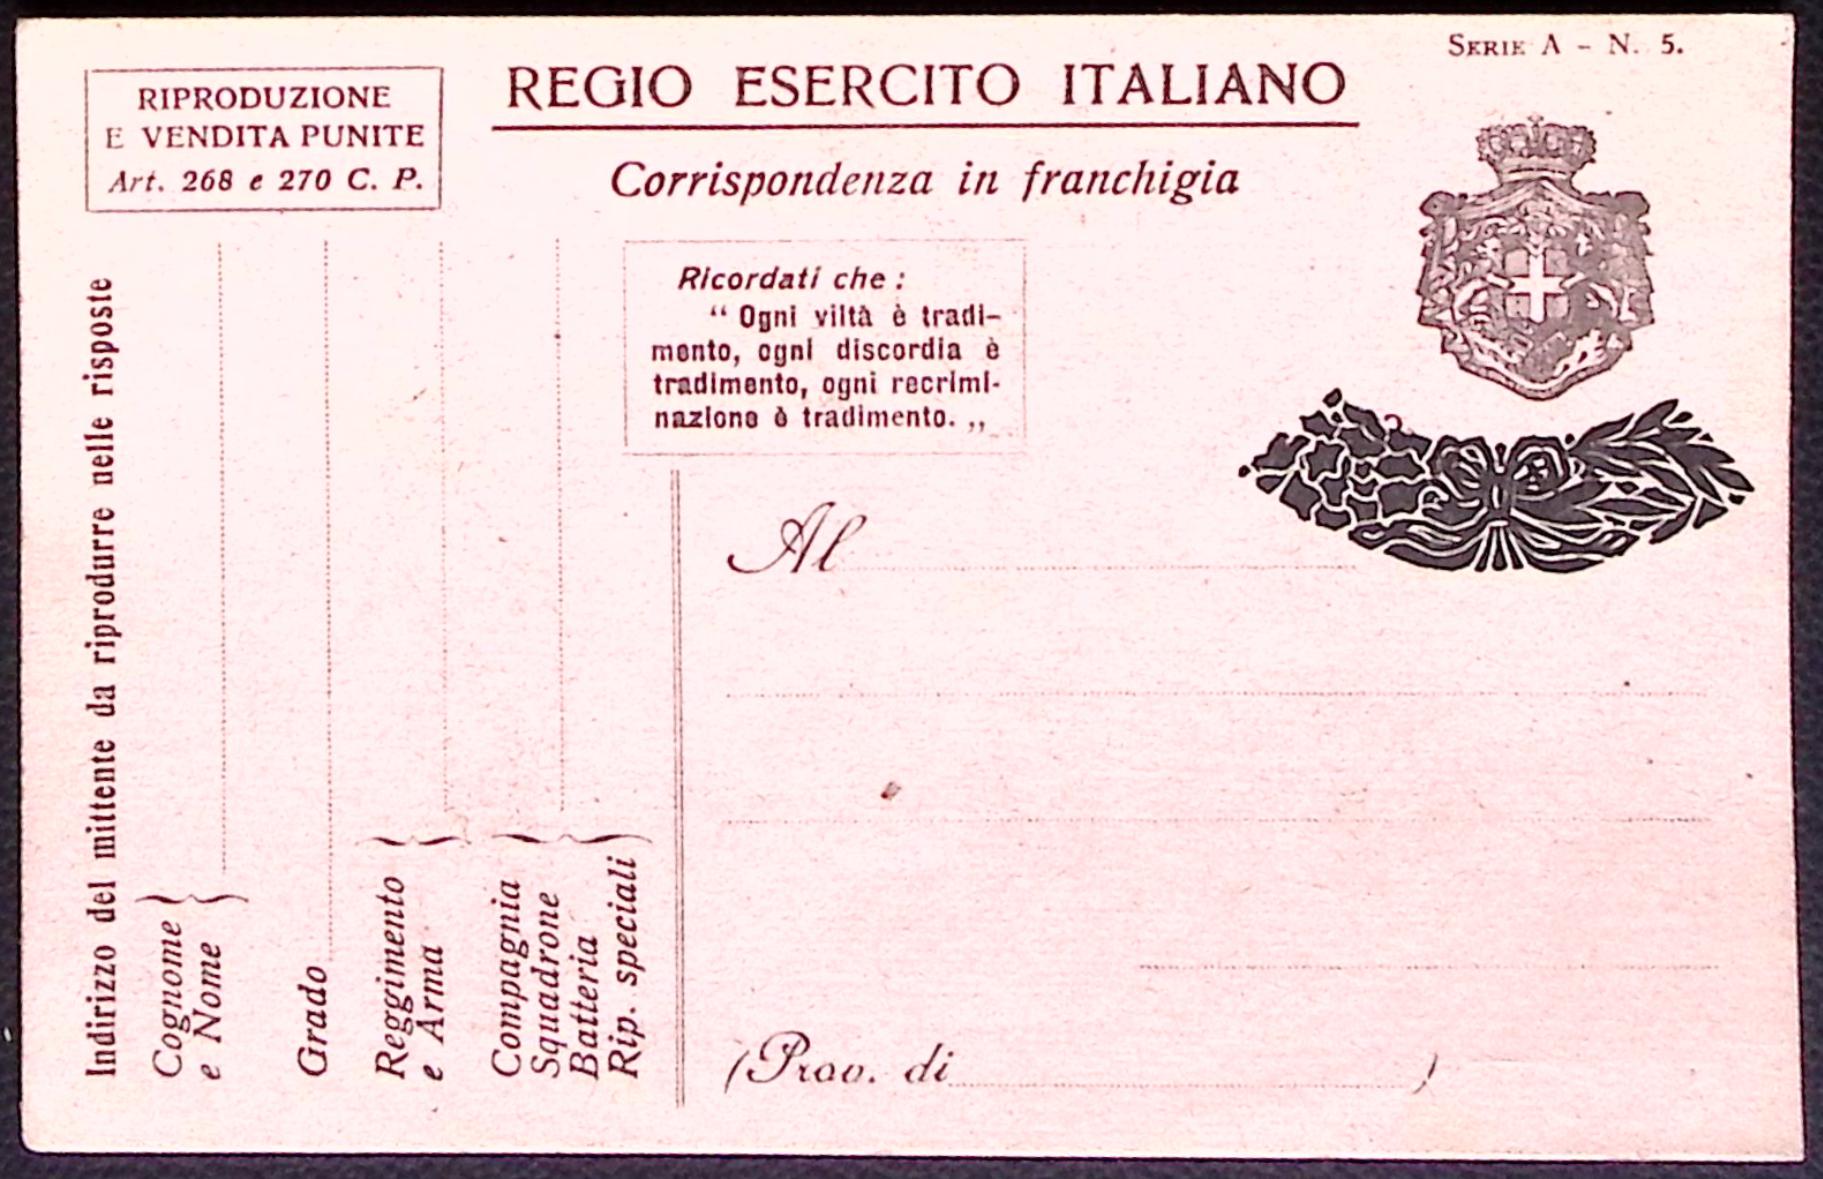 SERIE A - N. 5.
RIPRODUZIONE
E VENDITA PUNITE
Art. 268 e 270 C. P.
REGIO ESERCITO ITALIANO
Corrispondenza in franchigia
Ricordati che :
“ Ogni viltà è tradi-
mento, ogni discordia è
tradimento, ogni recrimi-
nazione è tradimento. „
Indirizzo del mittente da riprodurre nelle risposte
Cognome
e Nome
Grado
Reggimento
e Arma
Compagnia
Squadrone
Batteria
Rip. speciali
Al
(Prov. di )